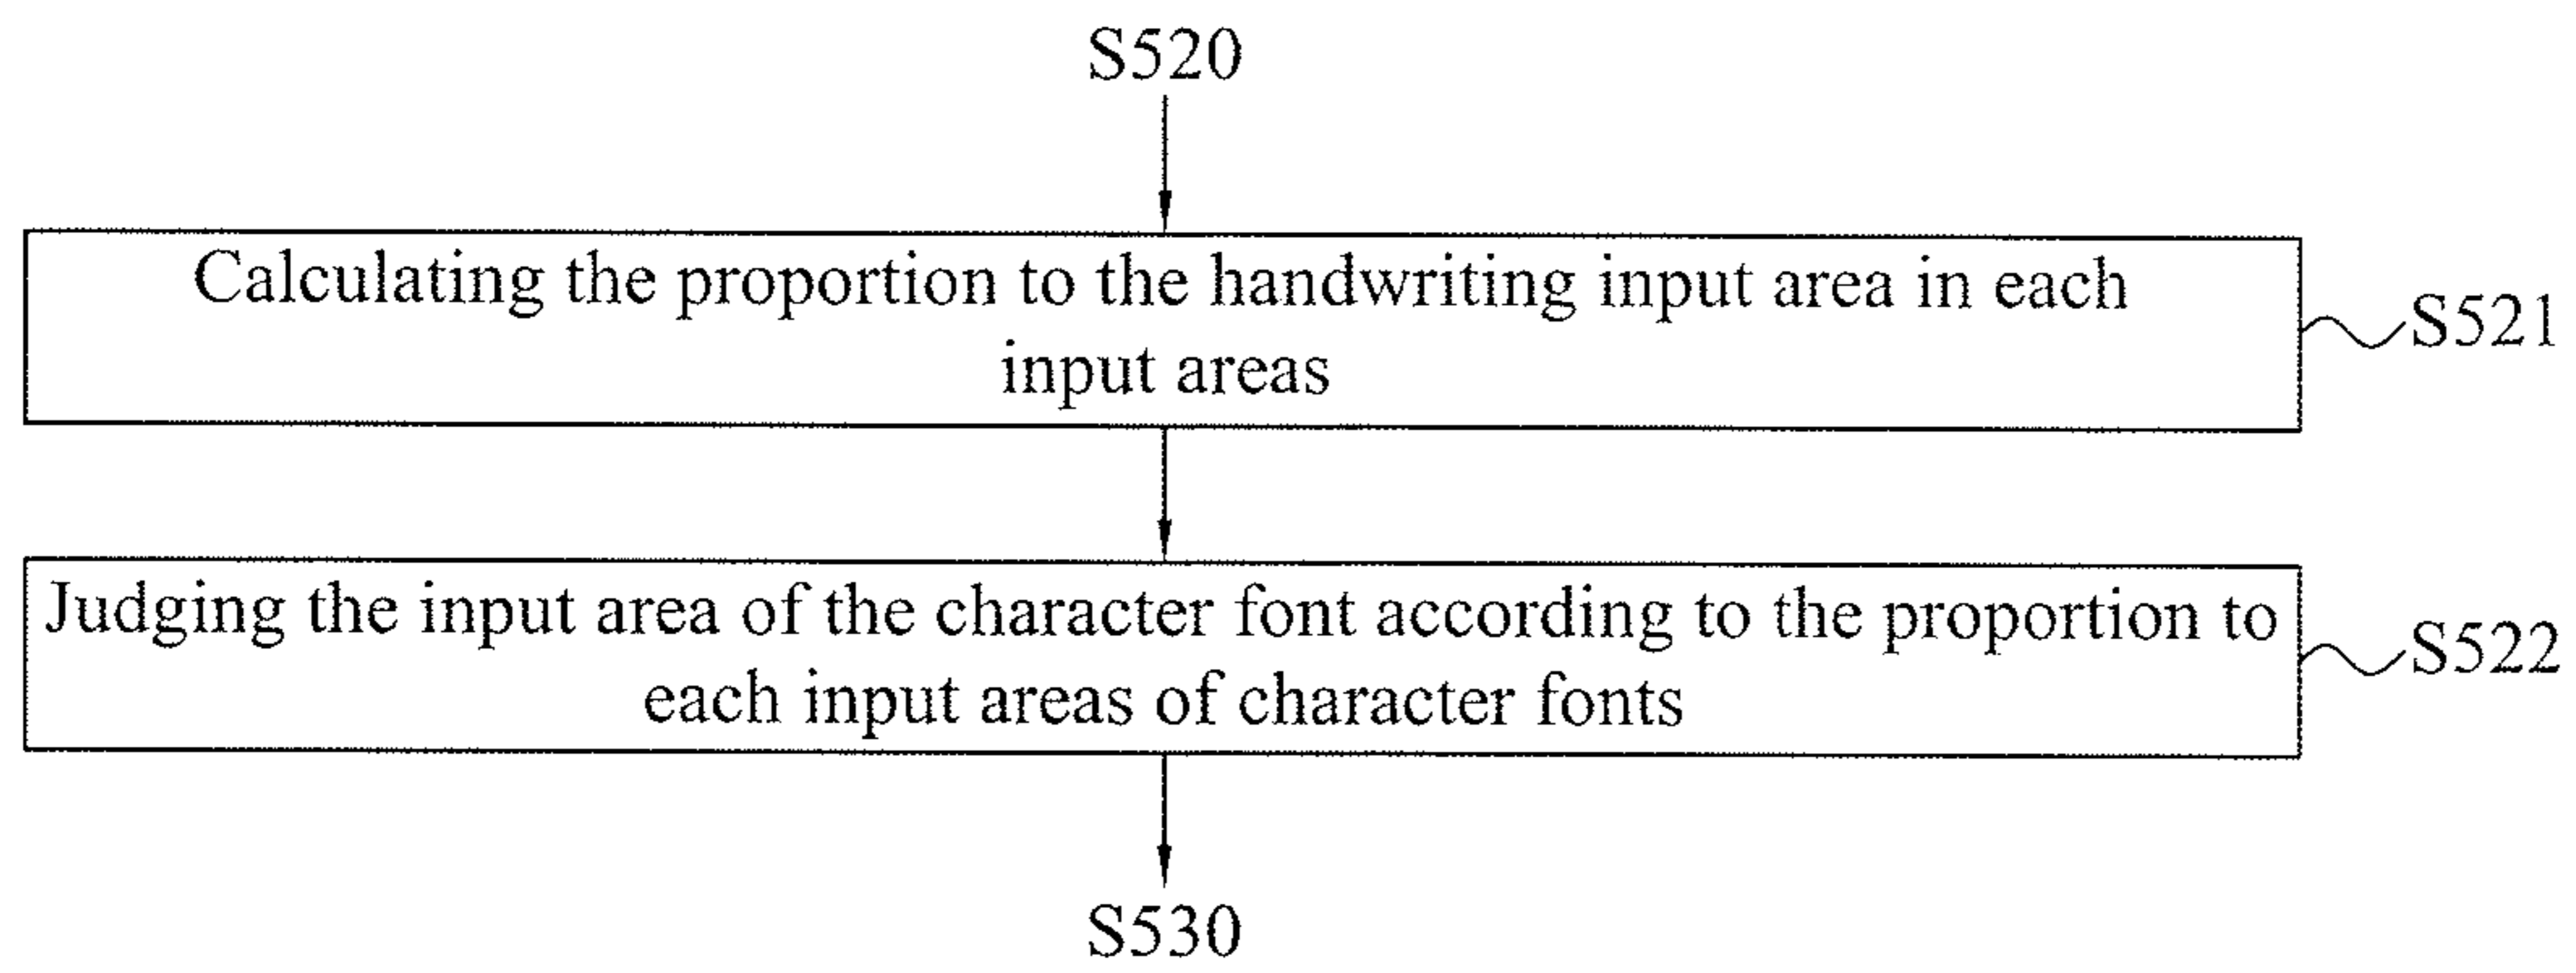 S520
Calculating the proportion to the handwriting input area in each
input areas
S521
Judging the input area of the character font according to the proportion to
each input areas of character fonts
S522
S530